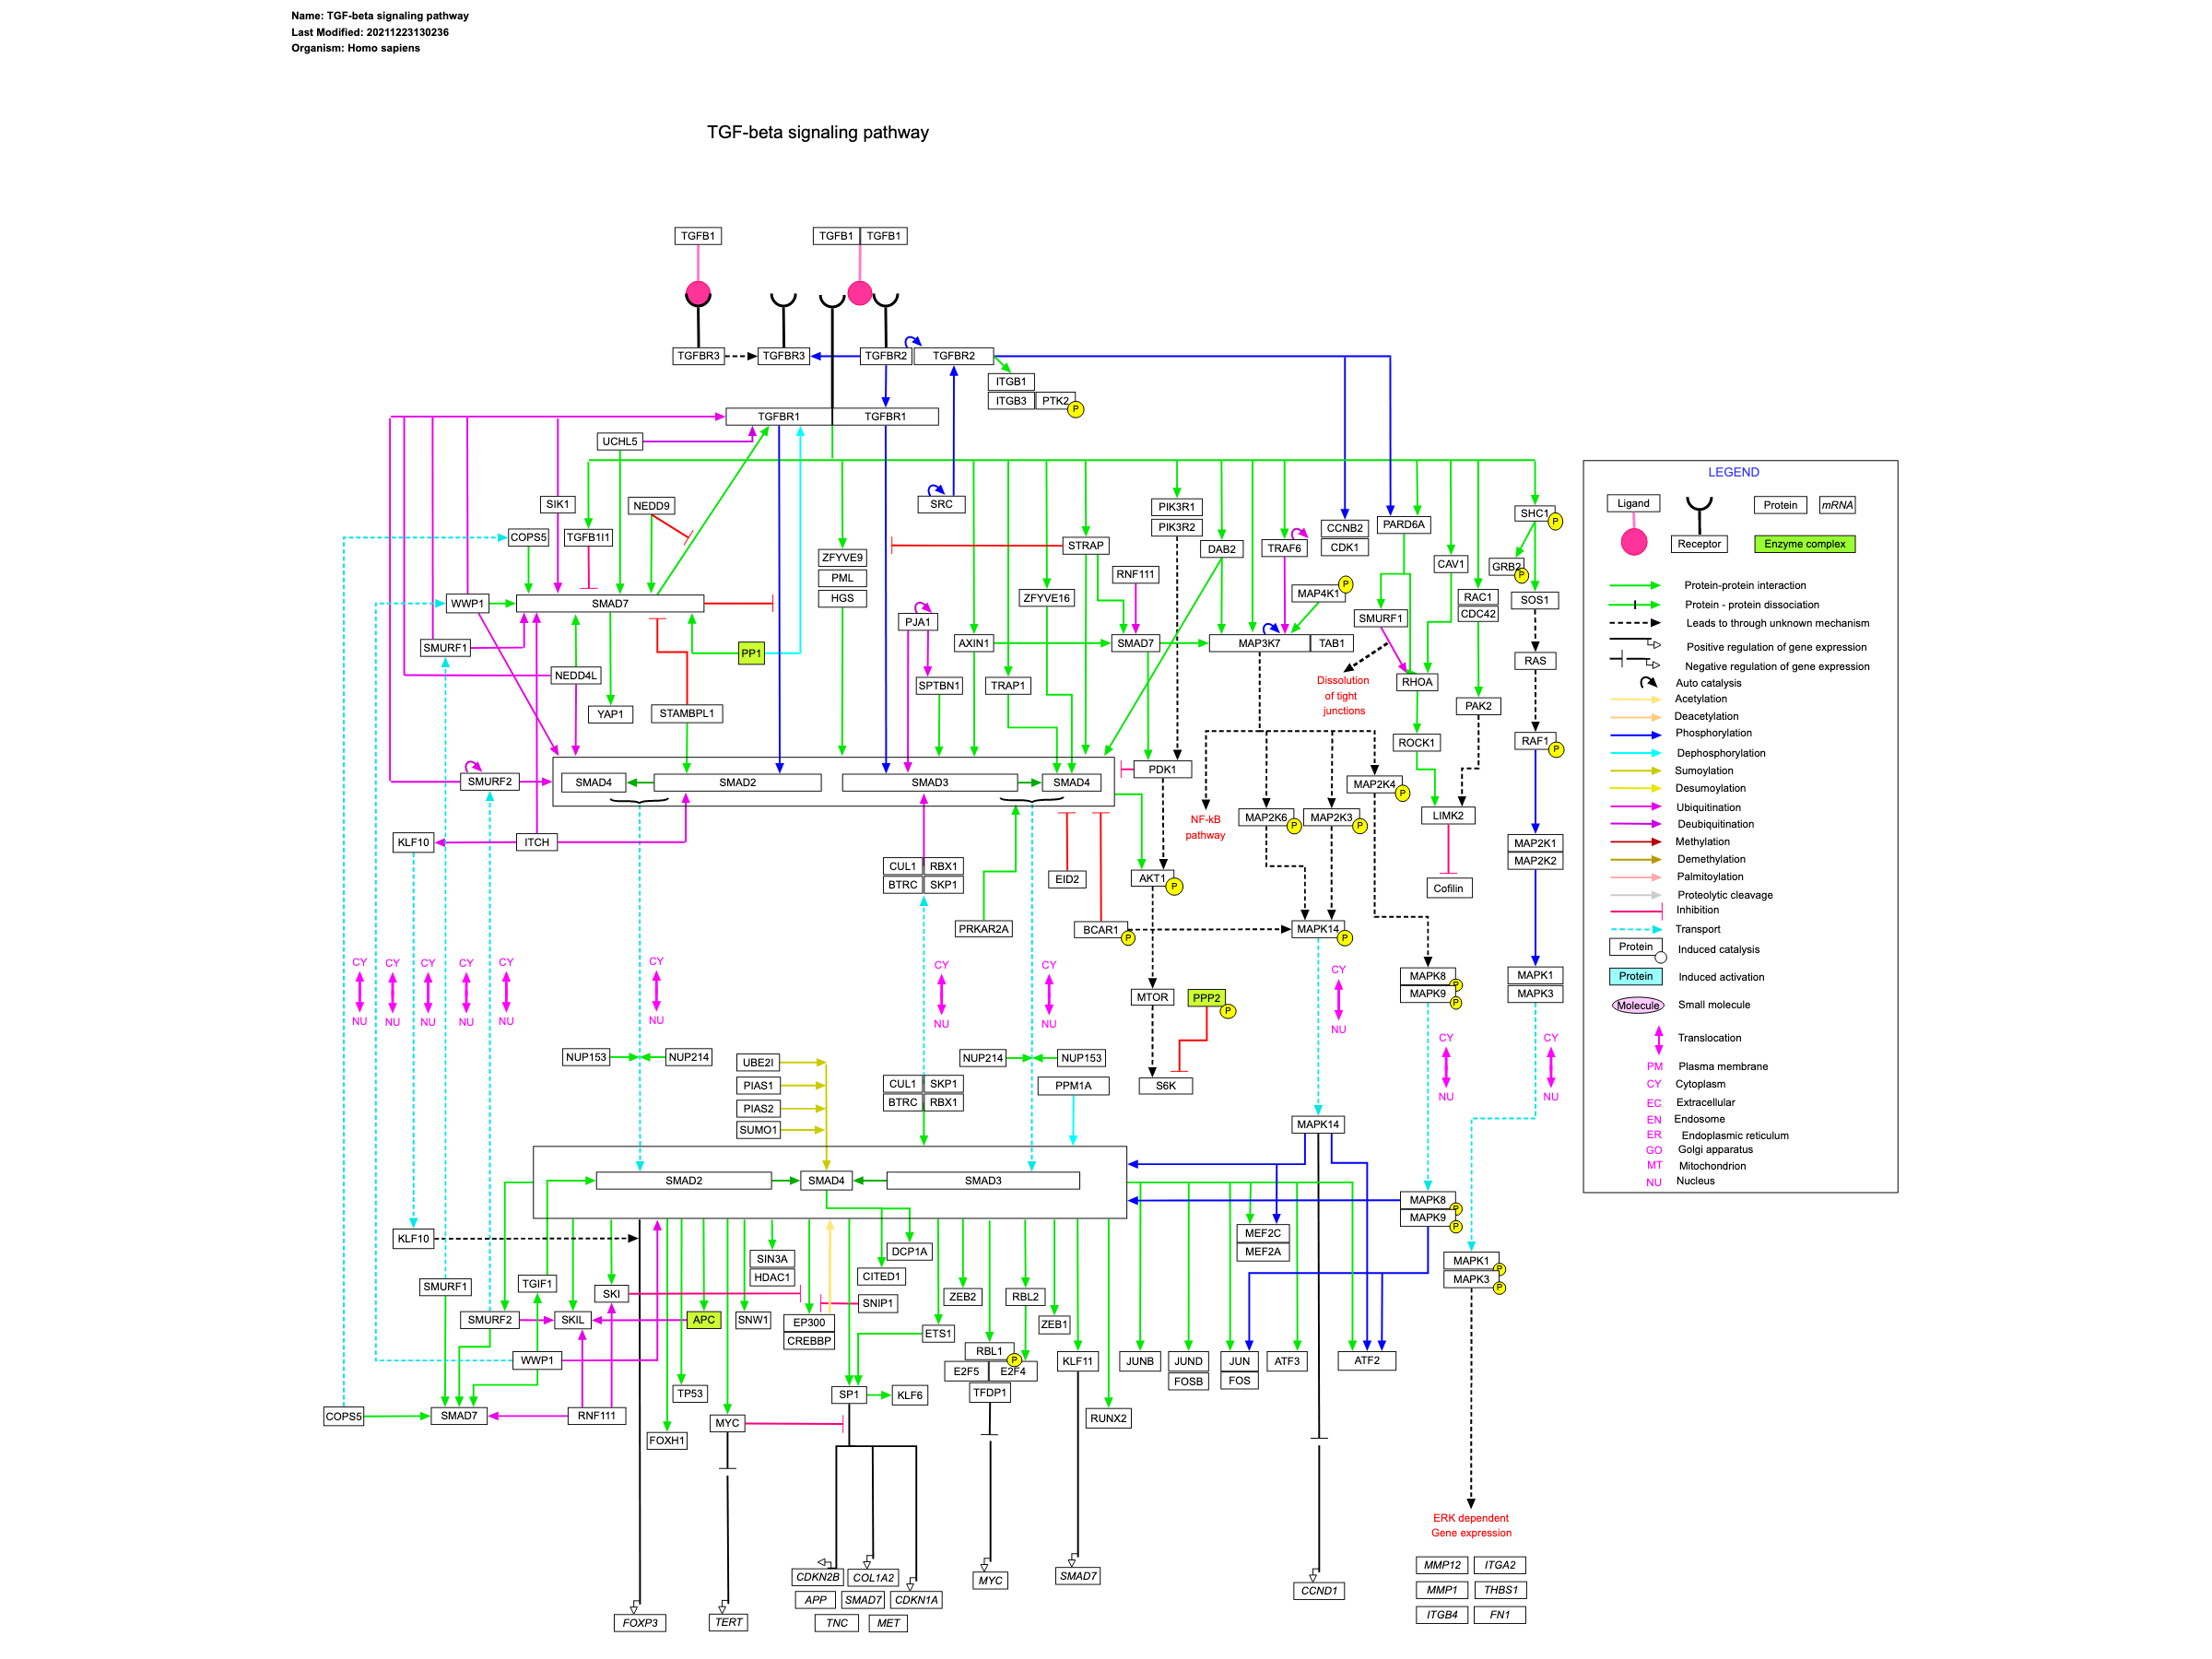 Name: TGF-beta signaling pathway
Last Modified: 20211223130236
Organism: Homo sapiens
TGF-beta signaling pathway
TGFB1
TGFB1 TGFB1
TGFBR3 TGFBR3 TGFBR2 TGFBR2
ITGB1
ITGB3 PTK2 P
TGFBR1 TGFBR1
UCHL5
SIK1 NEDD9 SRC
COPS5 TGFB1I1
ZFYVE9
PML
HGS
STRAP
PIK3R1
PIK3R2
DAB2 TRAF6
CCNB2
CDK1
PARD6A
SHC1 P
GRB2 P
CAV1
RNF111
ZFYVE16
MAP4K1 P
RAC1
CDC42
SOS1
WWP1 SMAD7
PJA1
SMURF1
SMURF1
PP1
AXIN1 SMAD7 MAP3K7 TAB1
RAS
NEDD4L
SPTBN1 TRAP1
Dissolution
of tight
junctions
RHOA
YAP1 STAMBPL1
PAK2
ROCK1
RAF1 P
SMURF2 SMAD4 SMAD2 SMAD3 SMAD4
PDK1
MAP2K4 P
NF-kB
pathway
MAP2K6 P
MAP2K3 P
LIMK2
KLF10 ITCH
MAP2K1
MAP2K2
CUL1 RBX1
BTRC SKP1
EID2 AKT1 P
Cofilin
PRKAR2A BCAR1 P
MAPK14 P
CY CY CY CY CY CY CY CY CY
NU NU NU NU NU NU NU NU NU
MAPK8 P
MAPK9 P
MAPK1
MAPK3
MTOR PPP2 P
CY CY
NU NU
NUP153 NUP214 NUP214 NUP153
UBE2I
PIAS1
PIAS2
SUMO1
CUL1 SKP1
BTRC RBX1
PPM1A S6K
MAPK14
SMAD2 SMAD4 SMAD3
MAPK8 P
MAPK9 P
KLF10
MEF2C
MEF2A
DCP1A
SIN3A
HDAC1
CITED1
MAPK1 P
MAPK3 P
SMURF1 TGIF1 SKI
SNIP1 ZEB2 RBL2
SMURF2 SKIL APC SNW1
EP300
CREBBP
ETS1 ZEB1
RBL1 P
WWP1
E2F5 E2F4
TFDP1
KLF11 JUNB
JUND
FOSB
JUN
FOS
ATF3 ATF2
TP53 SP1 KLF6
COPS5 SMAD7 RNF111
MYC RUNX2
FOXH1
ERK dependent
Gene expression
CDKN2B COL1A2
APP SMAD7 CDKN1A
TNC MET
MYC SMAD7 CCND1
MMP12 ITGA2
MMP1 THBS1
ITGB4 FN1
FOXP3 TERT
LEGEND
Ligand Protein mRNA
Receptor Enzyme complex
Protein-protein interaction
Protein - protein dissociation
Leads to through unknown mechanism
Positive regulation of gene expression
Negative regulation of gene expression
Auto catalysis
Acetylation
Deacetylation
Phosphorylation
Dephosphorylation
Sumoylation
Desumoylation
Ubiquitination
Deubiquitination
Methylation
Demethylation
Palmitoylation
Proteolytic cleavage
Inhibition
Transport
Protein Induced catalysis
Protein Induced activation
Molecule Small molecule
Translocation
PM Plasma membrane
CY Cytoplasm
EC Extracellular
EN Endosome
ER Endoplasmic reticulum
GO Golgi apparatus
MT Mitochondrion
NU Nucleus